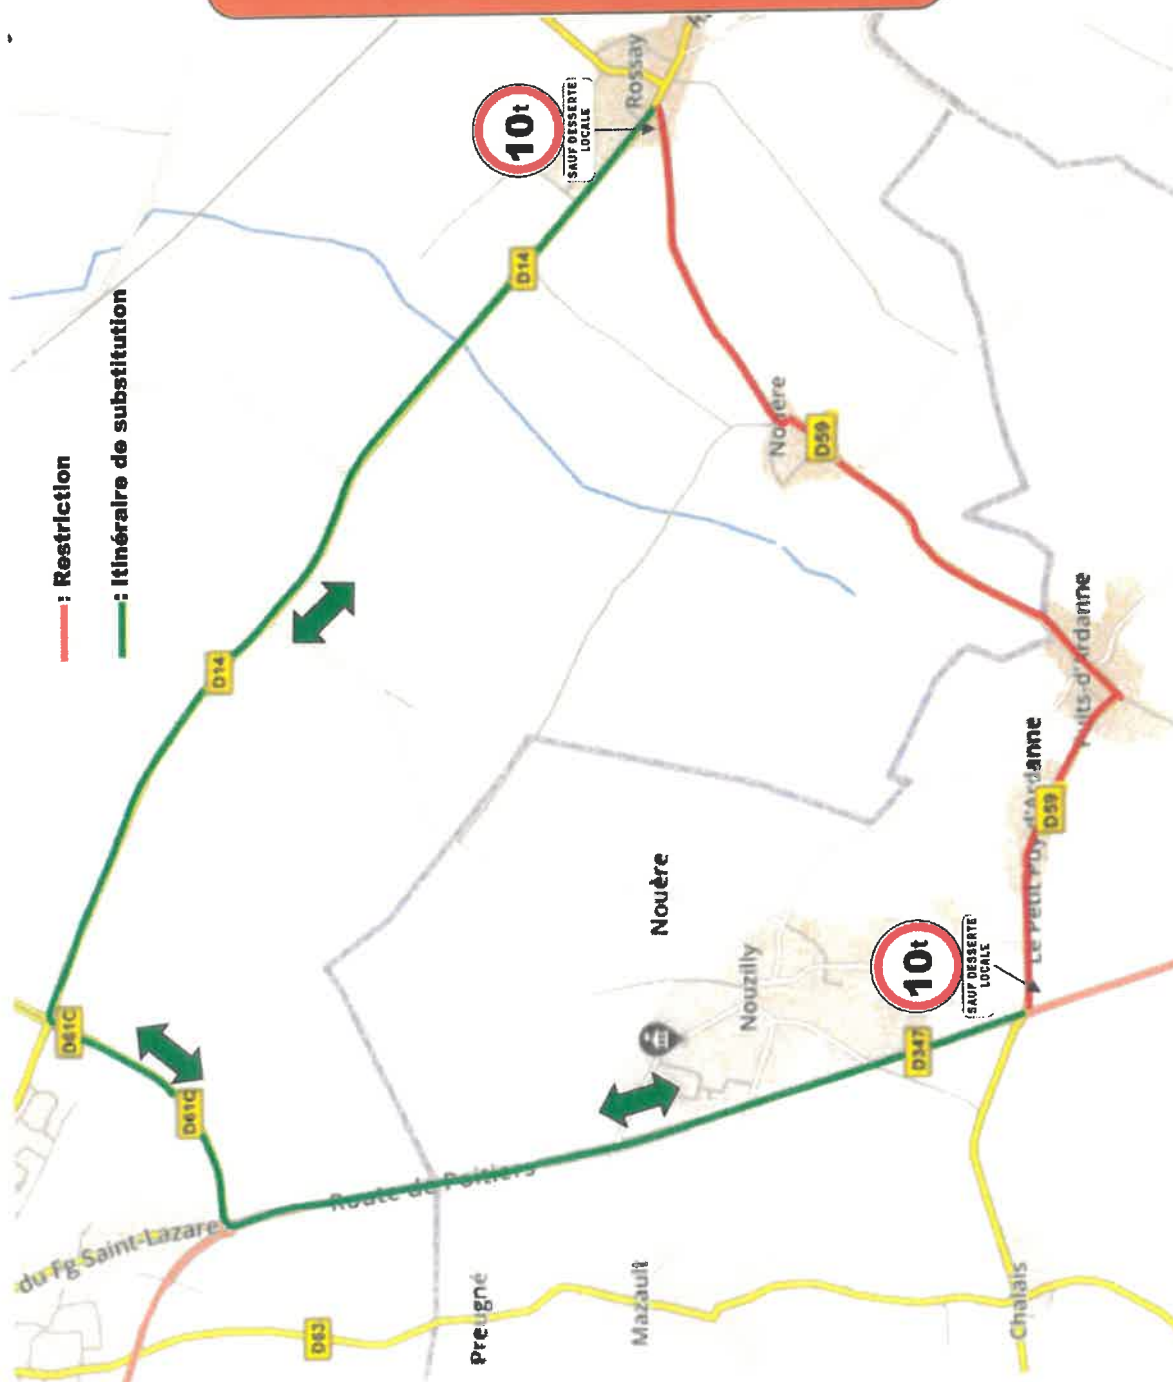 : Restriction
: Itinéraire de substitution
du Fg Saint-Lazare
D61C
D61C
D14
D63
Route de Poitiers
Preugné
D14
10t
SAUF DESSERTE
LOCALE
Rossay
Mazault
Nouère
Nouzilly
Nouère
D59
10t
D347
SAUF DESSERTE
LOCALE
Chalais
Le Petit Puy d'Ardanne
D59
Puits-d'Ardanne